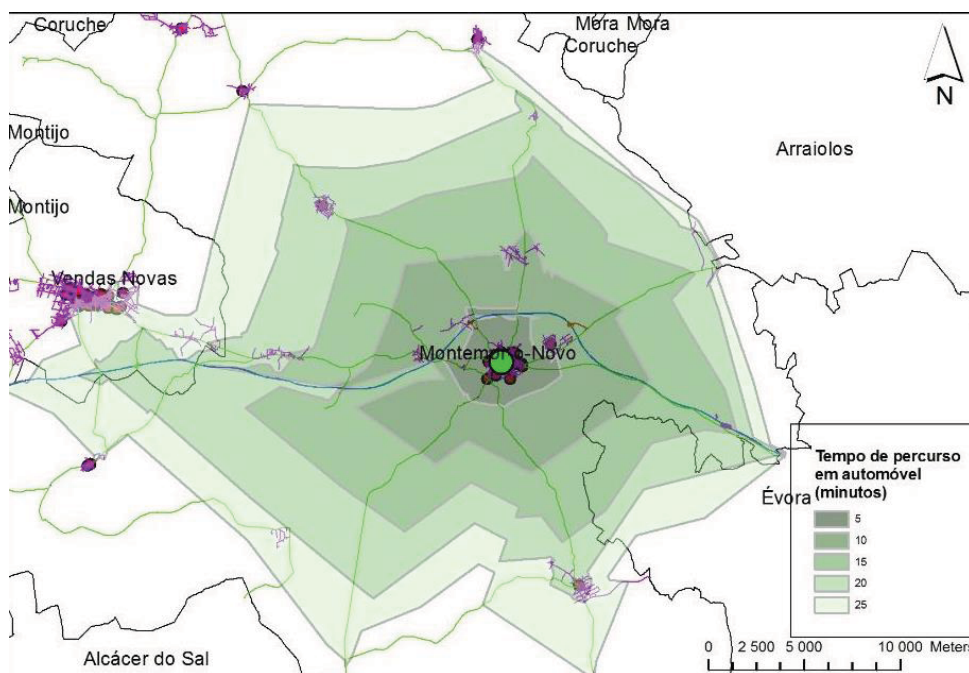 Coruche
Mora Mora
Coruche
N
Montijo
Arraiolos
Montijo
Vendas Novas
Montemor-o-Novo
Tempo de percurso
em automóvel
(minutos)
Évora
5
10
15
20
25
Alcácer do Sal
0 2 500 5 000 10 000 Meters